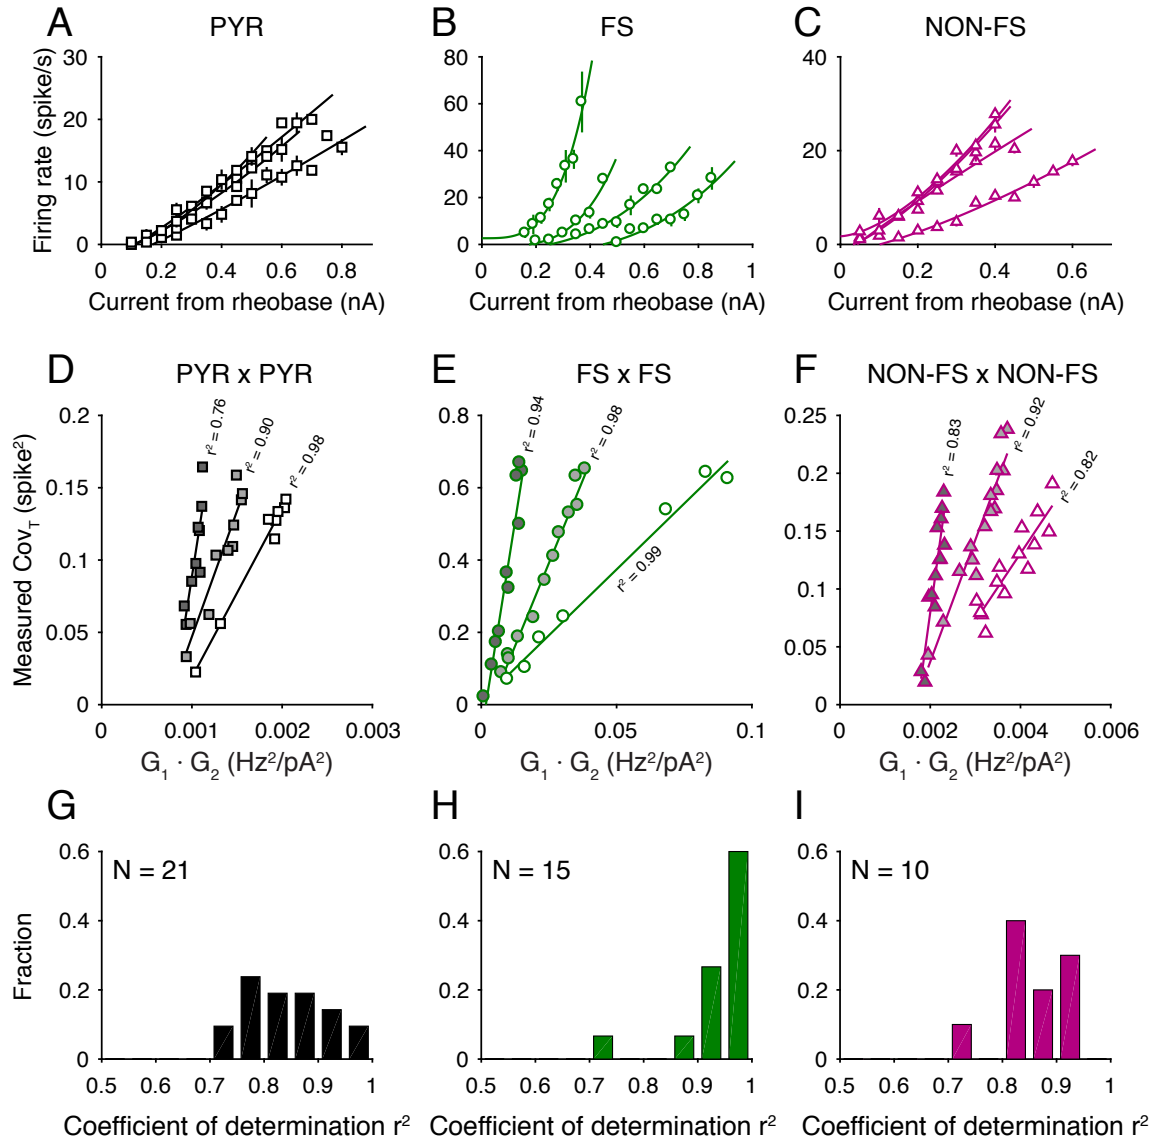 A
PYR
Firing rate (spike/s)
30
20
10
0
0 0.2 0.4 0.6 0.8
Current from rheobase (nA)
B
FS
80
60
40
20
0
0 0.2 0.4 0.6 0.8 1
Current from rheobase (nA)
C
NON-FS
40
20
0
0 0.2 0.4 0.6
Current from rheobase (nA)
D
PYR x PYR
Measured Cov_T (spike²)
0.2
0.15
0.1
0.05
0
r² = 0.76
r² = 0.90
r² = 0.98
0 0.001 0.002 0.003
G₁ · G₂ (Hz²/pA²)
E
FS x FS
0.8
0.6
0.4
0.2
0
r² = 0.94
r² = 0.98
r² = 0.99
0 0.05 0.1
G₁ · G₂ (Hz²/pA²)
F
NON-FS x NON-FS
0.25
0.2
0.15
0.1
0.05
0
r² = 0.83
r² = 0.92
r² = 0.82
0 0.002 0.004 0.006
G₁ · G₂ (Hz²/pA²)
G
N = 21
Fraction
0.6
0.4
0.2
0
0.5 0.6 0.7 0.8 0.9 1
Coefficient of determination r²
H
N = 15
0.6
0.4
0.2
0
0.5 0.6 0.7 0.8 0.9 1
Coefficient of determination r²
I
N = 10
0.6
0.4
0.2
0
0.5 0.6 0.7 0.8 0.9 1
Coefficient of determination r²